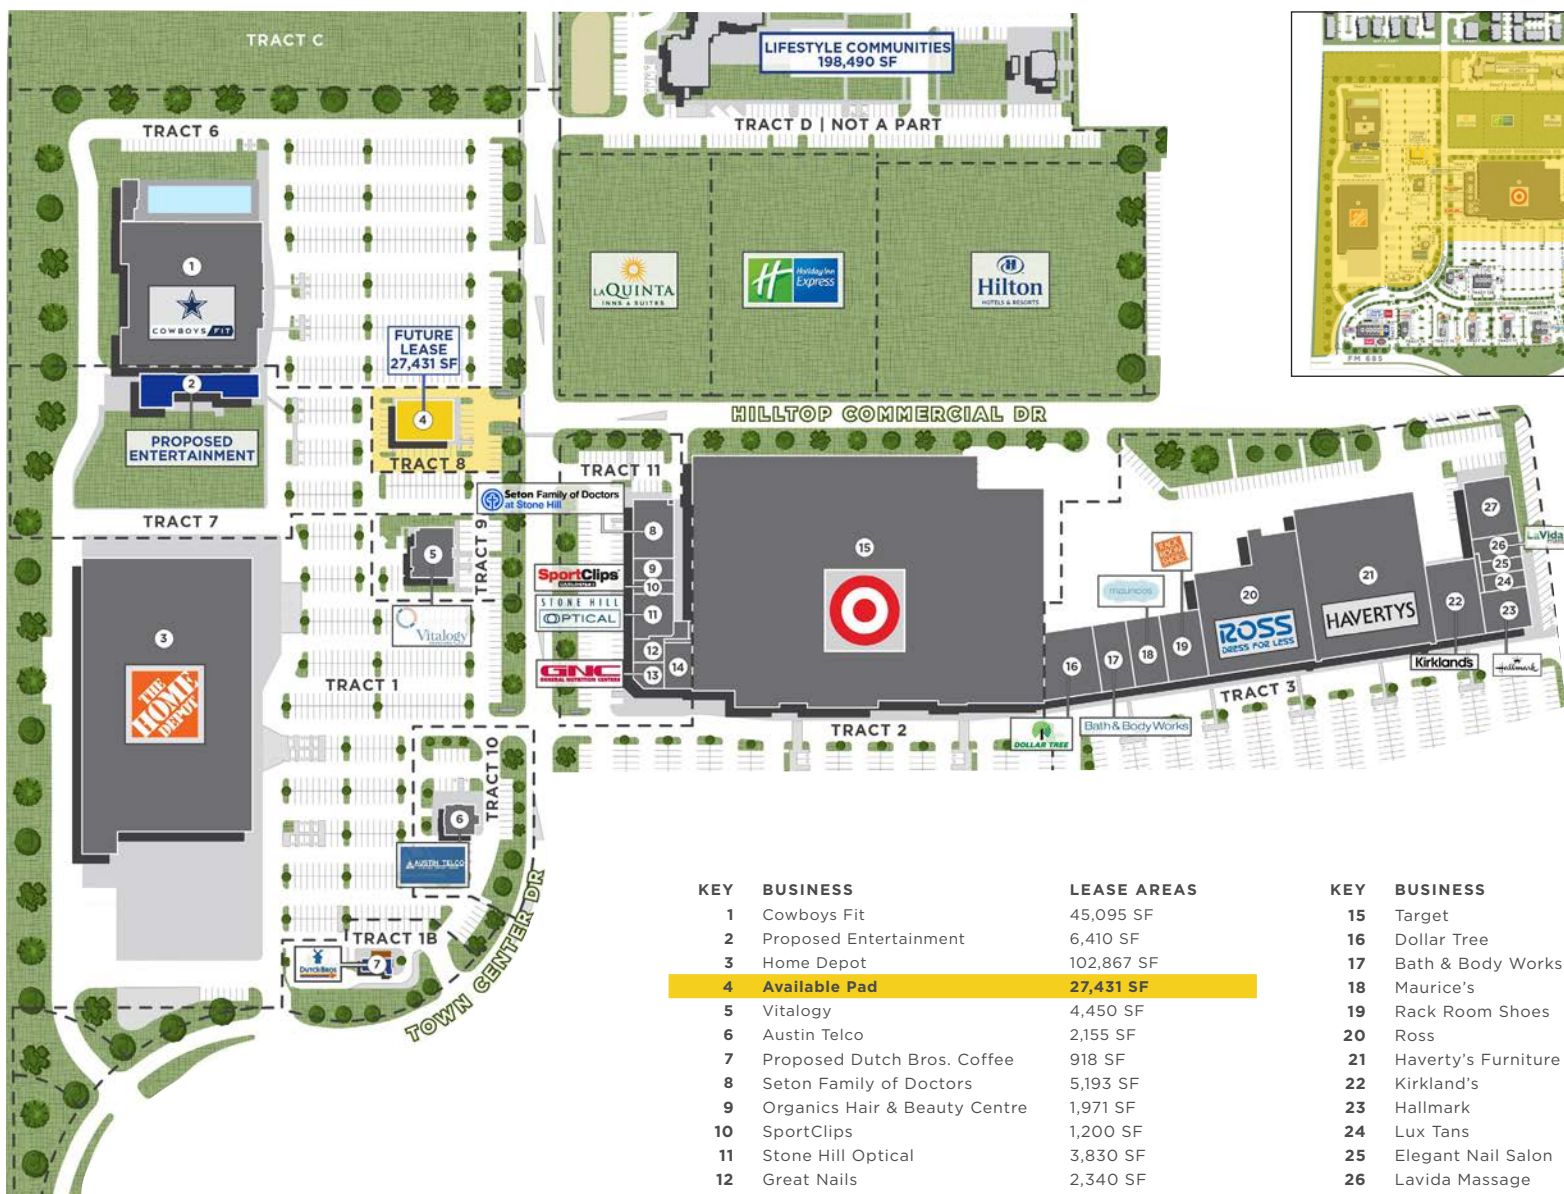 TRACT C
LIFESTYLE COMMUNITIES
198,490 SF
TRACT 6
TRACT D | NOT A PART
1
COWBOYS FIT
LAQUINTA
INNS & SUITES
Holiday Inn
Express
H
Hilton
HOTELS & RESORTS
FM 685
FUTURE
LEASE
27,431 SF
2
PROPOSED
ENTERTAINMENT
4
TRACT 8
HILLTOP COMMERCIAL DR
TRACT 7
TRACT 11
Seton Family of Doctors
at Stone Hill
5
TRACT 9
Vitalogy
8
SportClips
9
10
STONE HILL
OPTICAL
11
12
GNC
GENERAL NUTRITION CENTERS
13
14
15
RACK
ROOM
SHOES
maurices
16
17
18
19
20
ROSS
DRESS FOR LESS
21
HAVERTYS
22
Kirkland's
23
Hallmark
24
25
26
LaVida
27
3
THE
HOME
DEPOT
TRACT 1
TRACT 2
TRACT 3
DOLLAR TREE
Bath & Body Works
TRACT 10
6
AUSTIN TELCO
TRACT 1B
DUTCH BROS
7
TOWN CENTER DR
KEY BUSINESS LEASE AREAS
1 Cowboys Fit 45,095 SF
2 Proposed Entertainment 6,410 SF
3 Home Depot 102,867 SF
4 Available Pad 27,431 SF
5 Vitalogy 4,450 SF
6 Austin Telco 2,155 SF
7 Proposed Dutch Bros. Coffee 918 SF
8 Seton Family of Doctors 5,193 SF
9 Organics Hair & Beauty Centre 1,971 SF
10 SportClips 1,200 SF
11 Stone Hill Optical 3,830 SF
12 Great Nails 2,340 SF
KEY BUSINESS
15 Target
16 Dollar Tree
17 Bath & Body Works
18 Maurice's
19 Rack Room Shoes
20 Ross
21 Haverty's Furniture
22 Kirkland's
23 Hallmark
24 Lux Tans
25 Elegant Nail Salon
26 Lavida Massage